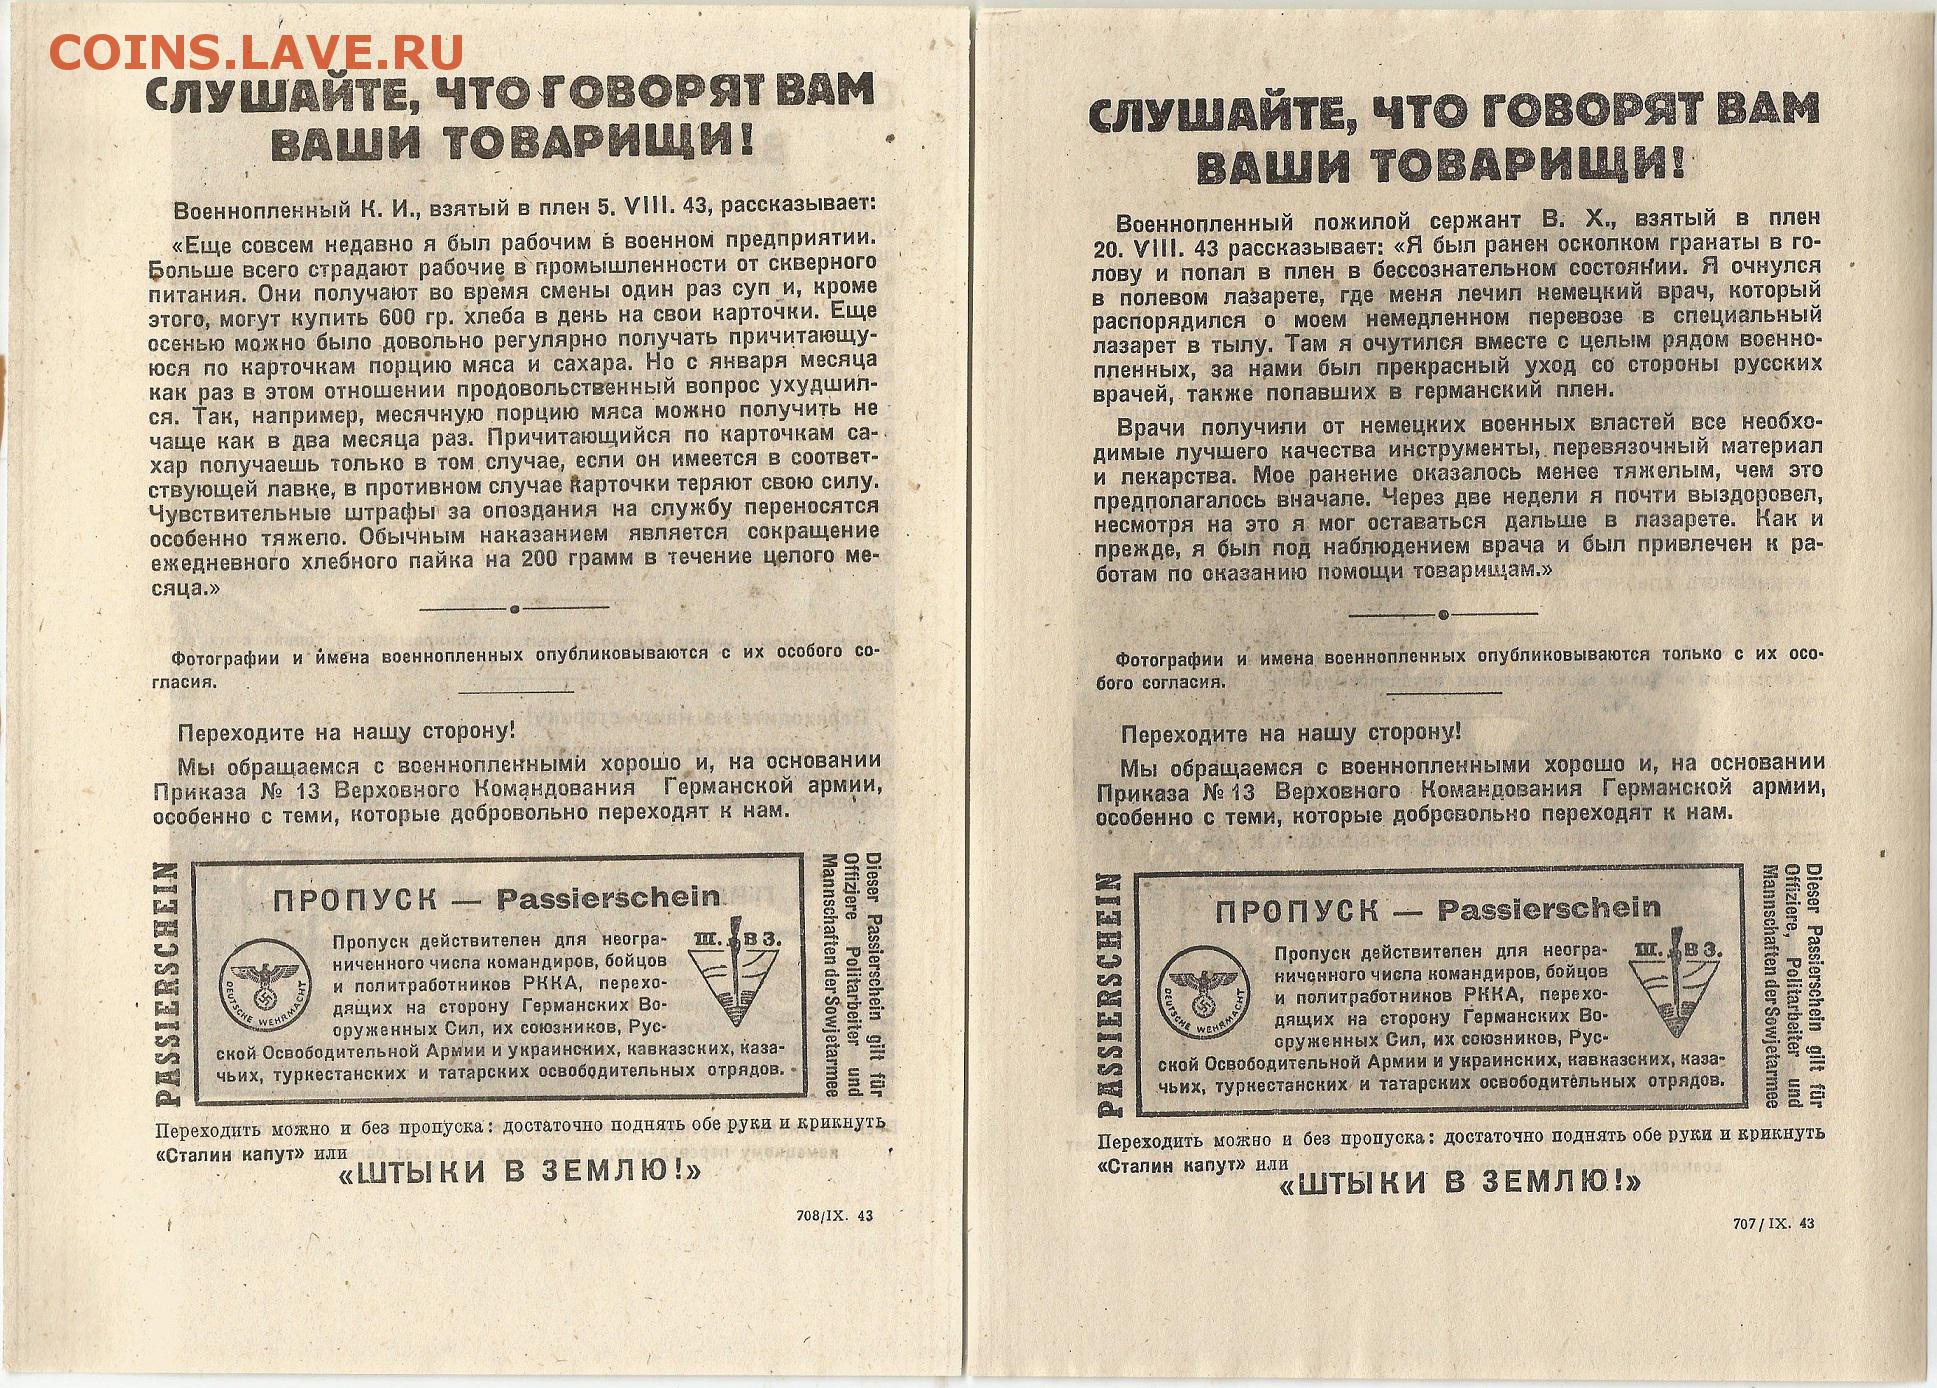 COINS.LAVE.RU
СЛУШАЙТЕ, ЧТО ГОВОРЯТ ВАМ
ВАШИ ТОВАРИЩИ!
Военнопленный К. И., взятый в плен 5. VIII. 43, рассказывает:
«Еще совсем недавно я был рабочим в военном предприятии.
Больше всего страдают рабочие в промышленности от скверного
питания. Они получают во время смены один раз суп и, кроме
этого, могут купить 600 гр. хлеба в день на свои карточки. Еще
осенью можно было довольно регулярно получать причитающу-
юся по карточкам порцию мяса и сахара. Но с января месяца
как раз в этом отношении продовольственный вопрос ухудшил-
ся. Так, например, месячную порцию мяса можно получить не
чаще как в два месяца раз. Причитающийся по карточкам са-
хар получаешь только в том случае, если он имеется в соответ-
ствующей лавке, в противном случае карточки теряют свою силу.
Чувствительные штрафы за опоздания на службу переносятся
особенно тяжело. Обычным наказанием является сокращение
ежедневного хлебного пайка на 200 грамм в течение целого ме-
сяца.»
Фотографии и имена военнопленных опубликовываются с их особого со-
гласия.
Переходите на нашу сторону!
Мы обращаемся с военнопленными хорошо и, на основании
Приказа № 13 Верховного Командования Германской армии,
особенно с теми, которые добровольно переходят к нам.
PASSIERSCHEIN
ПРОПУСК — Passierschein
DEUTSCHE WEHRMACHT
Пропуск действителен для неогра-
ниченного числа командиров, бойцов
и политработников РККА, перехо-
дящих на сторону Германских Во-
оруженных Сил, их союзников, Рус-
ской Освободительной Армии и украинских, кавказских, каза-
чьих, туркестанских и татарских освободительных отрядов.
Ш. В З.
Dieser Passierschein gilt für
Offiziere, Politarbeiter und
Mannschaften der Sowjetarmee
Переходить можно и без пропуска: достаточно поднять обе руки и крикнуть
«Сталин капут» или
«ШТЫКИ В ЗЕМЛЮ!»
708/IX. 43
СЛУШАЙТЕ, ЧТО ГОВОРЯТ ВАМ
ВАШИ ТОВАРИЩИ!
Военнопленный пожилой сержант В. Х., взятый в плен
20. VIII. 43 рассказывает: «Я был ранен осколком гранаты в го-
лову и попал в плен в бессознательном состоянии. Я очнулся
в полевом лазарете, где меня лечил немецкий врач, который
распорядился о моем немедленном перевозе в специальный
лазарет в тылу. Там я очутился вместе с целым рядом военно-
пленных, за нами был прекрасный уход со стороны русских
врачей, также попавших в германский плен.
Врачи получили от немецких военных властей все необхо-
димые лучшего качества инструменты, перевязочный материал
и лекарства. Мое ранение оказалось менее тяжелым, чем это
предполагалось вначале. Через две недели я почти выздоровел,
несмотря на это я мог оставаться дальше в лазарете. Как и
прежде, я был под наблюдением врача и был привлечен к ра-
ботам по оказанию помощи товарищам.»
Фотографии и имена военнопленных опубликовываются только с их осо-
бого согласия.
Переходите на нашу сторону!
Мы обращаемся с военнопленными хорошо и, на основании
Приказа № 13 Верховного Командования Германской армии,
особенно с теми, которые добровольно переходят к нам.
PASSIERSCHEIN
ПРОПУСК — Passierschein
DEUTSCHE WEHRMACHT
Пропуск действителен для неогра-
ниченного числа командиров, бойцов
и политработников РККА, перехо-
дящих на сторону Германских Во-
оруженных Сил, их союзников, Рус-
ской Освободительной Армии и украинских, кавказских, каза-
чьих, туркестанских и татарских освободительных отрядов.
Ш. В З.
Dieser Passierschein gilt für
Offiziere, Politarbeiter und
Mannschaften der Sowjetarmee
Переходить можно и без пропуска: достаточно поднять обе руки и крикнуть
«Сталин капут» или
«ШТЫКИ В ЗЕМЛЮ!»
707/IX. 43